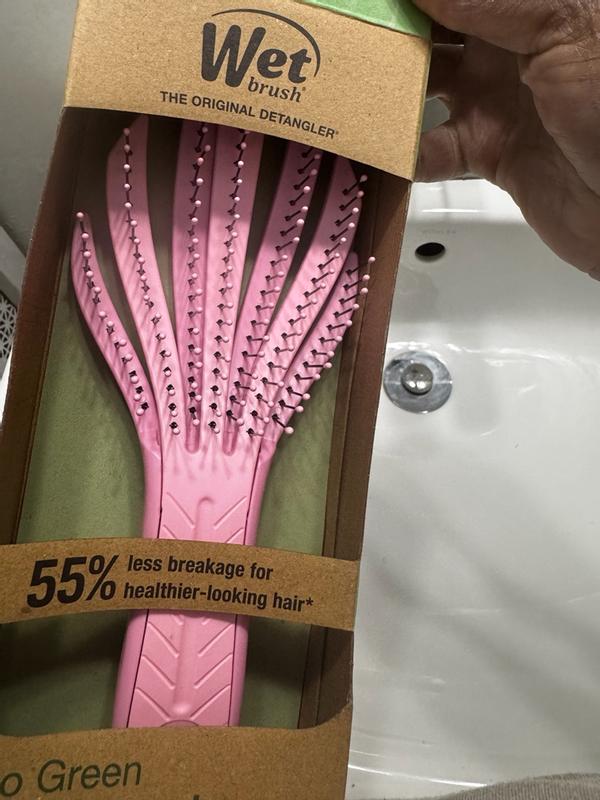 Wet
brush®
THE ORIGINAL DETANGLER®
55% less breakage for
healthier-looking hair*
o Green